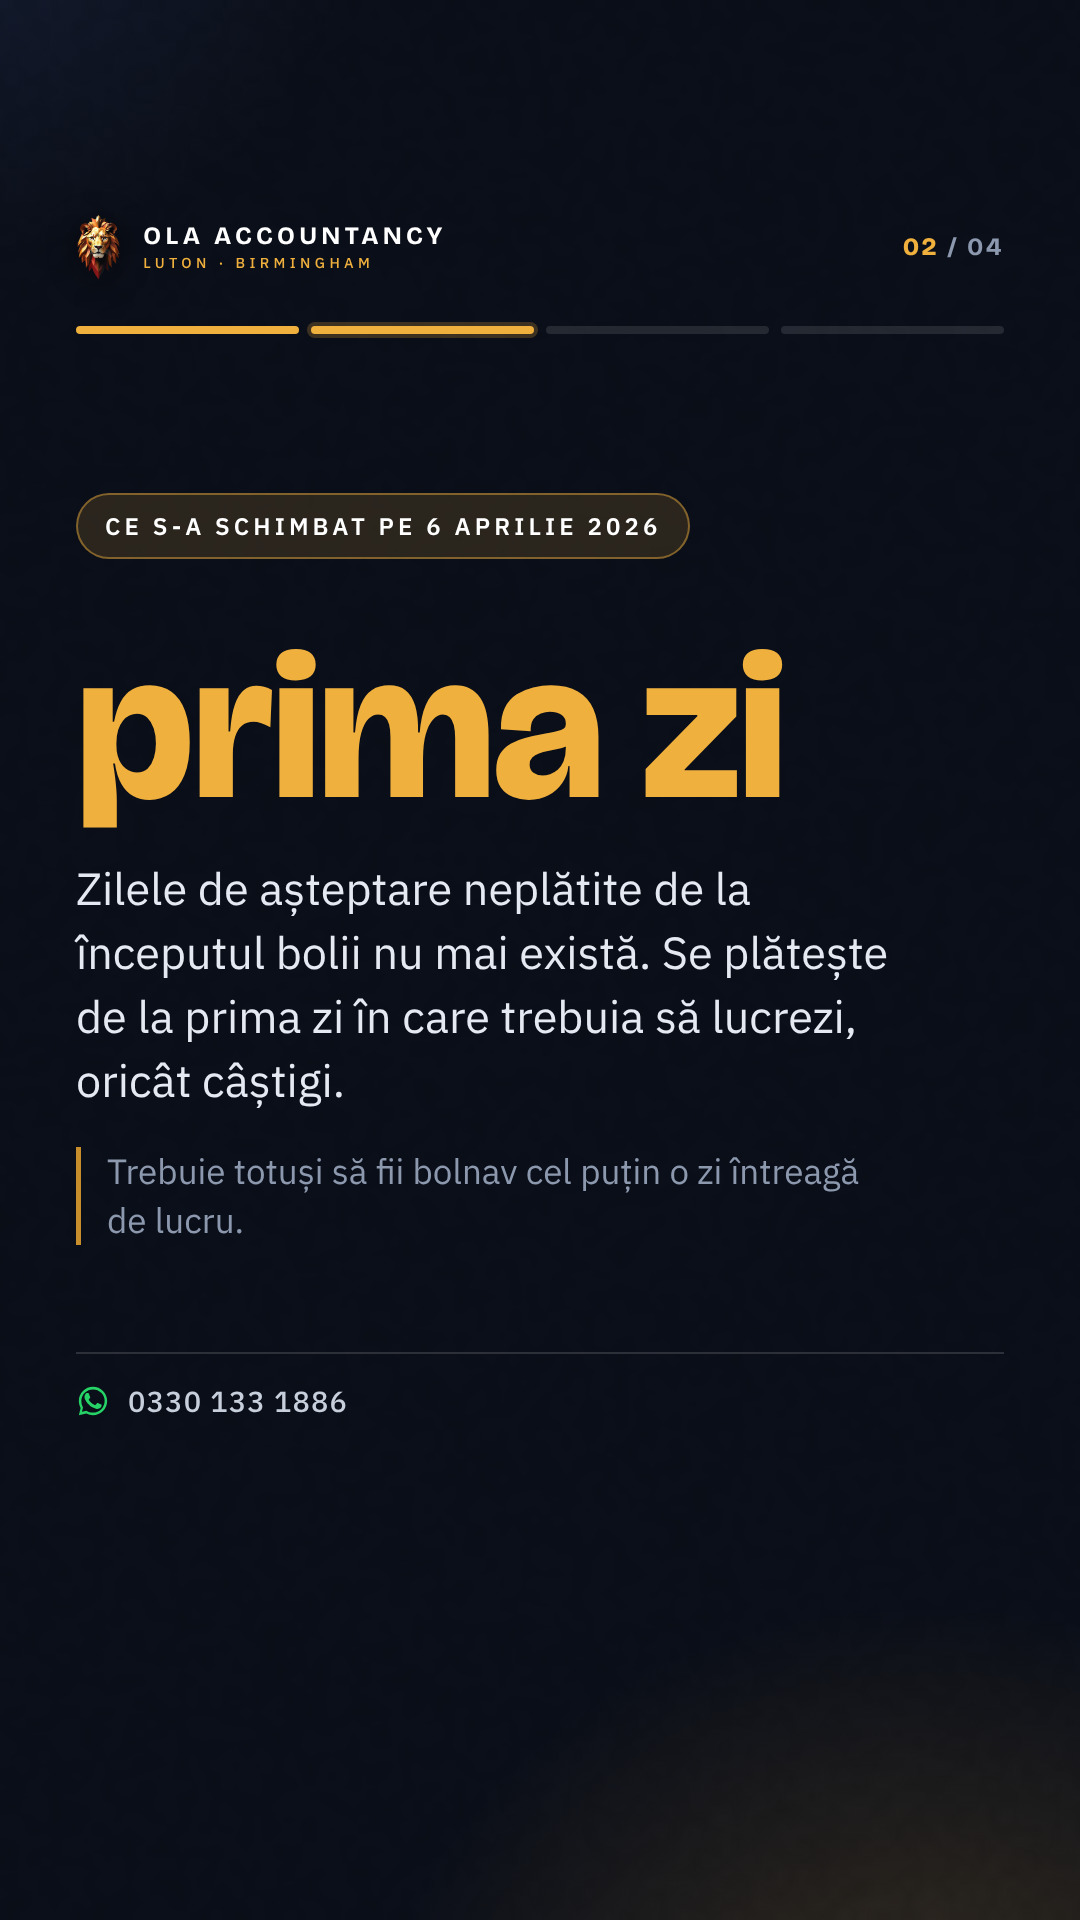 OLA ACCOUNTANCY
LUTON · BIRMINGHAM
02 / 04
CE S-A SCHIMBAT PE 6 APRILIE 2026
prima zi
Zilele de așteptare neplătite de la
începutul bolii nu mai există. Se plătește
de la prima zi în care trebuia să lucrezi,
oricât câștigi.
Trebuie totuși să fii bolnav cel puțin o zi întreagă
de lucru.
0330 133 1886